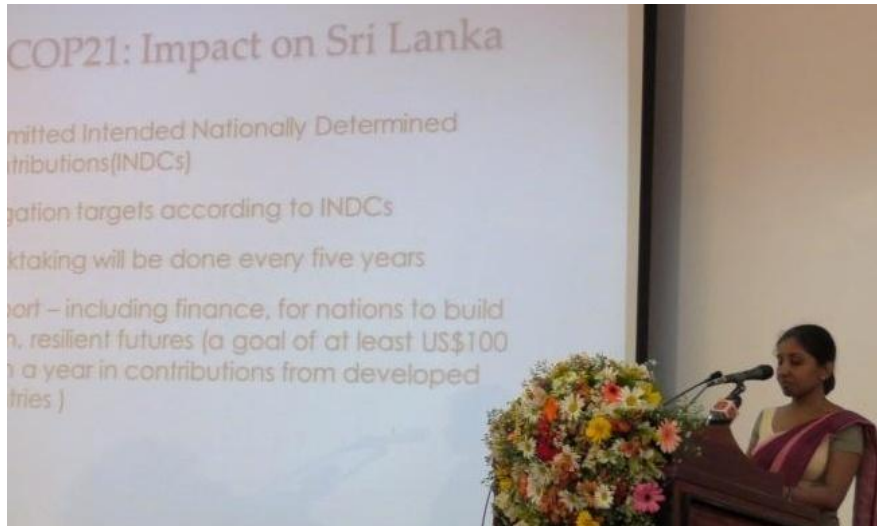 COP21: Impact on Sri Lanka
mitted Intended Nationally Determined
tributions(INDCs)
gation targets according to INDCs
ktaking will be done every five years
ort – including finance, for nations to build
n, resilient futures (a goal of at least US$100
n a year in contributions from developed
tries )